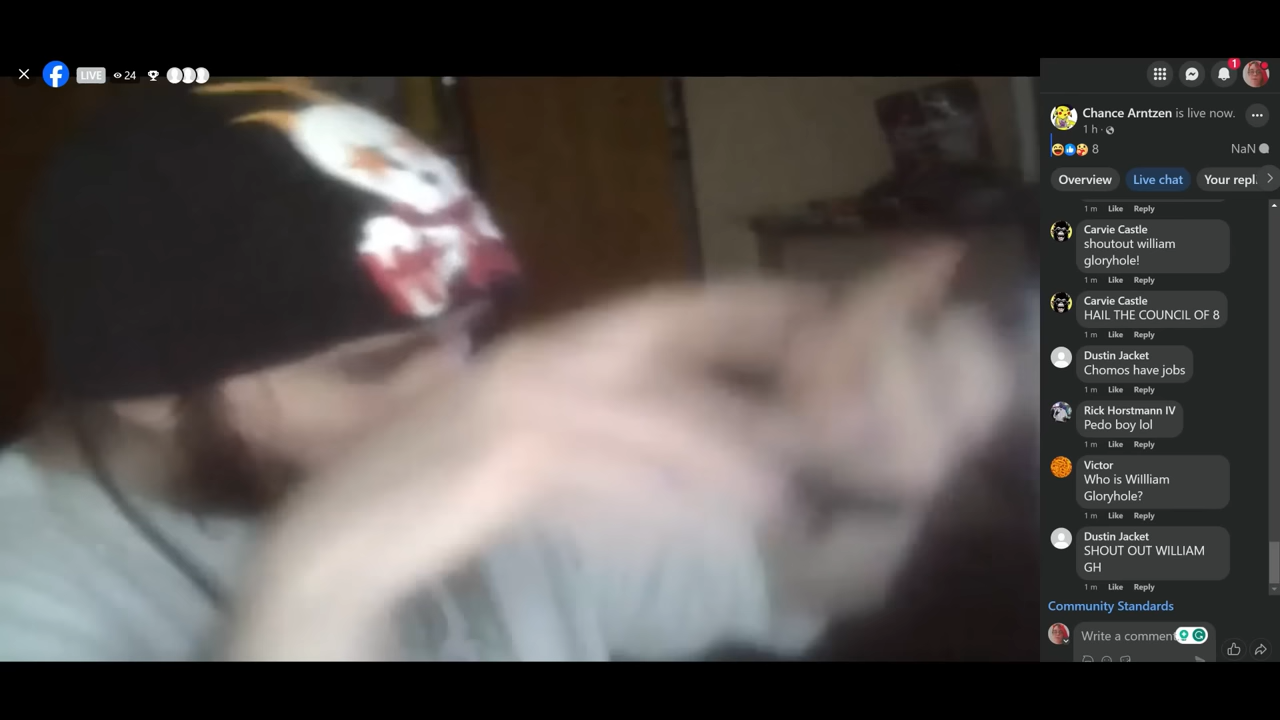 LIVE
24
1
Chance Arntzen is live now.
1 h
8
NaN
Overview
Live chat
Your repl
1 m Like Reply
Carvie Castle
shoutout william
gloryhole!
1 m Like Reply
Carvie Castle
HAIL THE COUNCIL OF 8
1 m Like Reply
Dustin Jacket
Chomos have jobs
1 m Like Reply
Rick Horstmann IV
Pedo boy lol
1 m Like Reply
Victor
Who is Willliam
Gloryhole?
1 m Like Reply
Dustin Jacket
SHOUT OUT WILLIAM
GH
1 m Like Reply
Community Standards
Write a comment